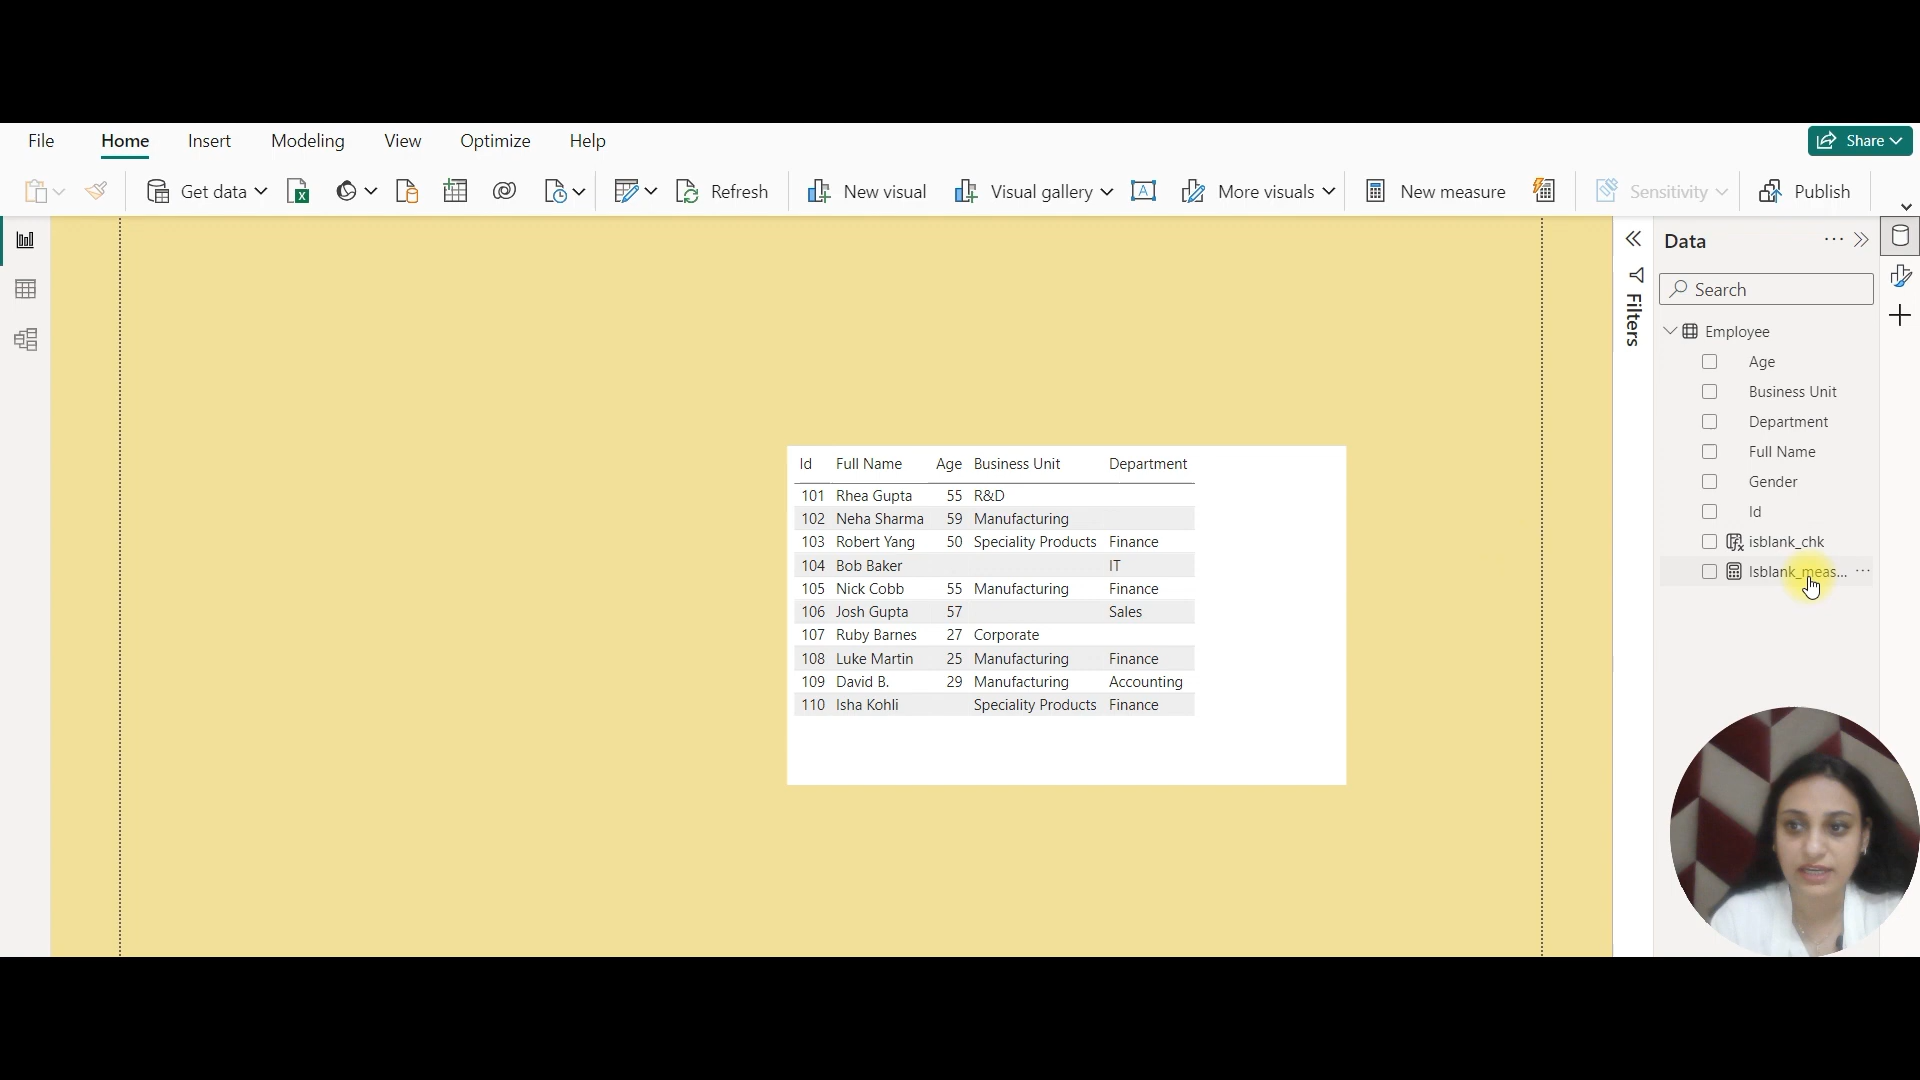 File Home Insert Modeling View Optimize Help Share
Get data Refresh New visual Visual gallery A More visuals New measure Sensitivity Publish
Data
Search
Filters
Employee
Age
Business Unit
Department
Full Name
Gender
Id
isblank_chk
Isblank_meas...
Id Full Name Age Business Unit Department
101 Rhea Gupta 55 R&D
102 Neha Sharma 59 Manufacturing
103 Robert Yang 50 Speciality Products Finance
104 Bob Baker IT
105 Nick Cobb 55 Manufacturing Finance
106 Josh Gupta 57 Sales
107 Ruby Barnes 27 Corporate
108 Luke Martin 25 Manufacturing Finance
109 David B. 29 Manufacturing Accounting
110 Isha Kohli Speciality Products Finance